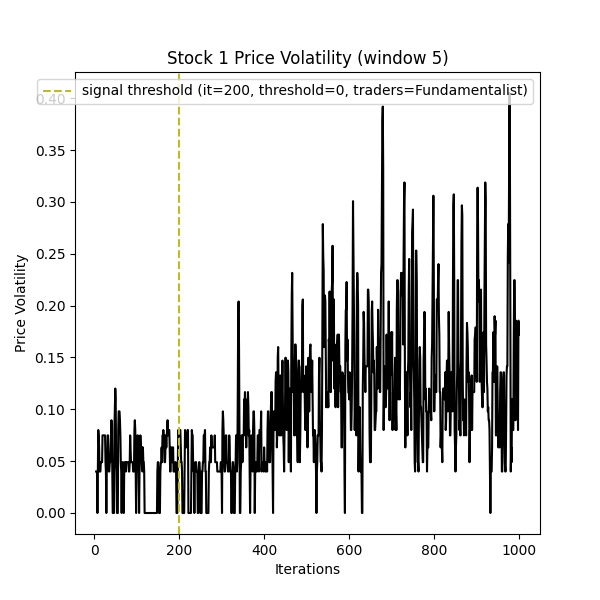 Stock 1 Price Volatility (window 5)
signal threshold (it=200, threshold=0, traders=Fundamentalist)
0.40
0.35
0.30
0.25
0.20
0.15
0.10
0.05
0.00
Price Volatility
0 200 400 600 800 1000
Iterations